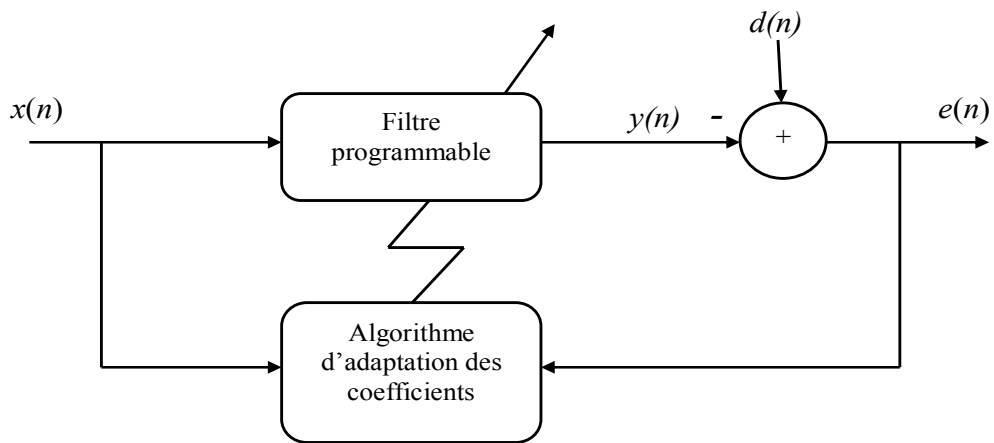 d(n)
x(n)
Filtre
programmable
y(n)
-
+
e(n)
Algorithme
d’adaptation des
coefficients